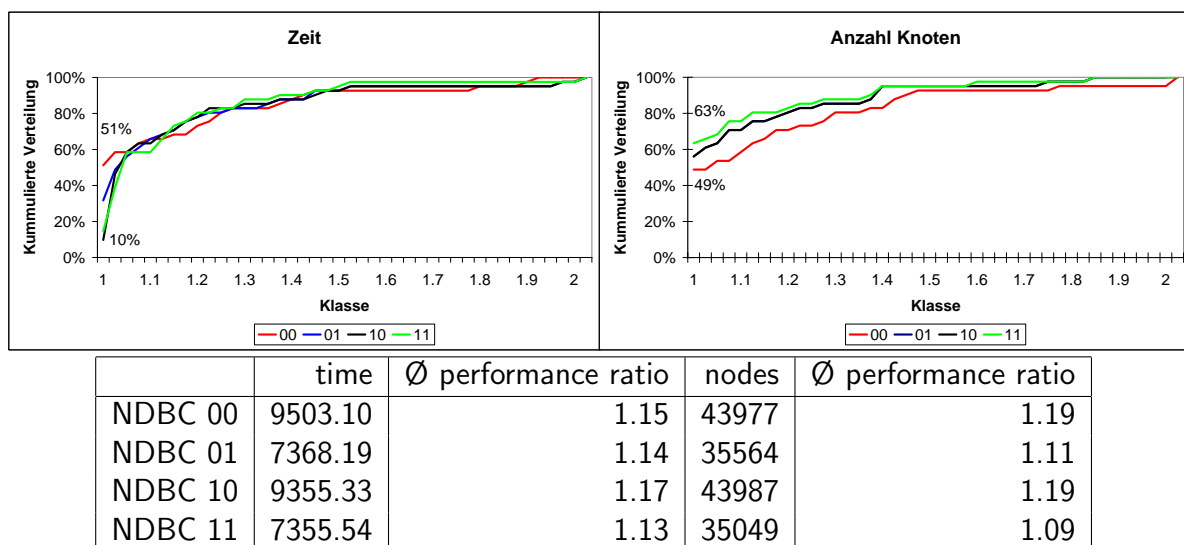 Zeit
Kummulierte Verteilung
100%
80%
60%
40%
20%
0%
51%
10%
1 1.1 1.2 1.3 1.4 1.5 1.6 1.7 1.8 1.9 2
Klasse
00 01 10 11
Anzahl Knoten
Kummulierte Verteilung
100%
80%
60%
40%
20%
0%
63%
49%
1 1.1 1.2 1.3 1.4 1.5 1.6 1.7 1.8 1.9 2
Klasse
00 01 10 11
time Ø performance ratio nodes Ø performance ratio
NDBC 00 9503.10 1.15 43977 1.19
NDBC 01 7368.19 1.14 35564 1.11
NDBC 10 9355.33 1.17 43987 1.19
NDBC 11 7355.54 1.13 35049 1.09